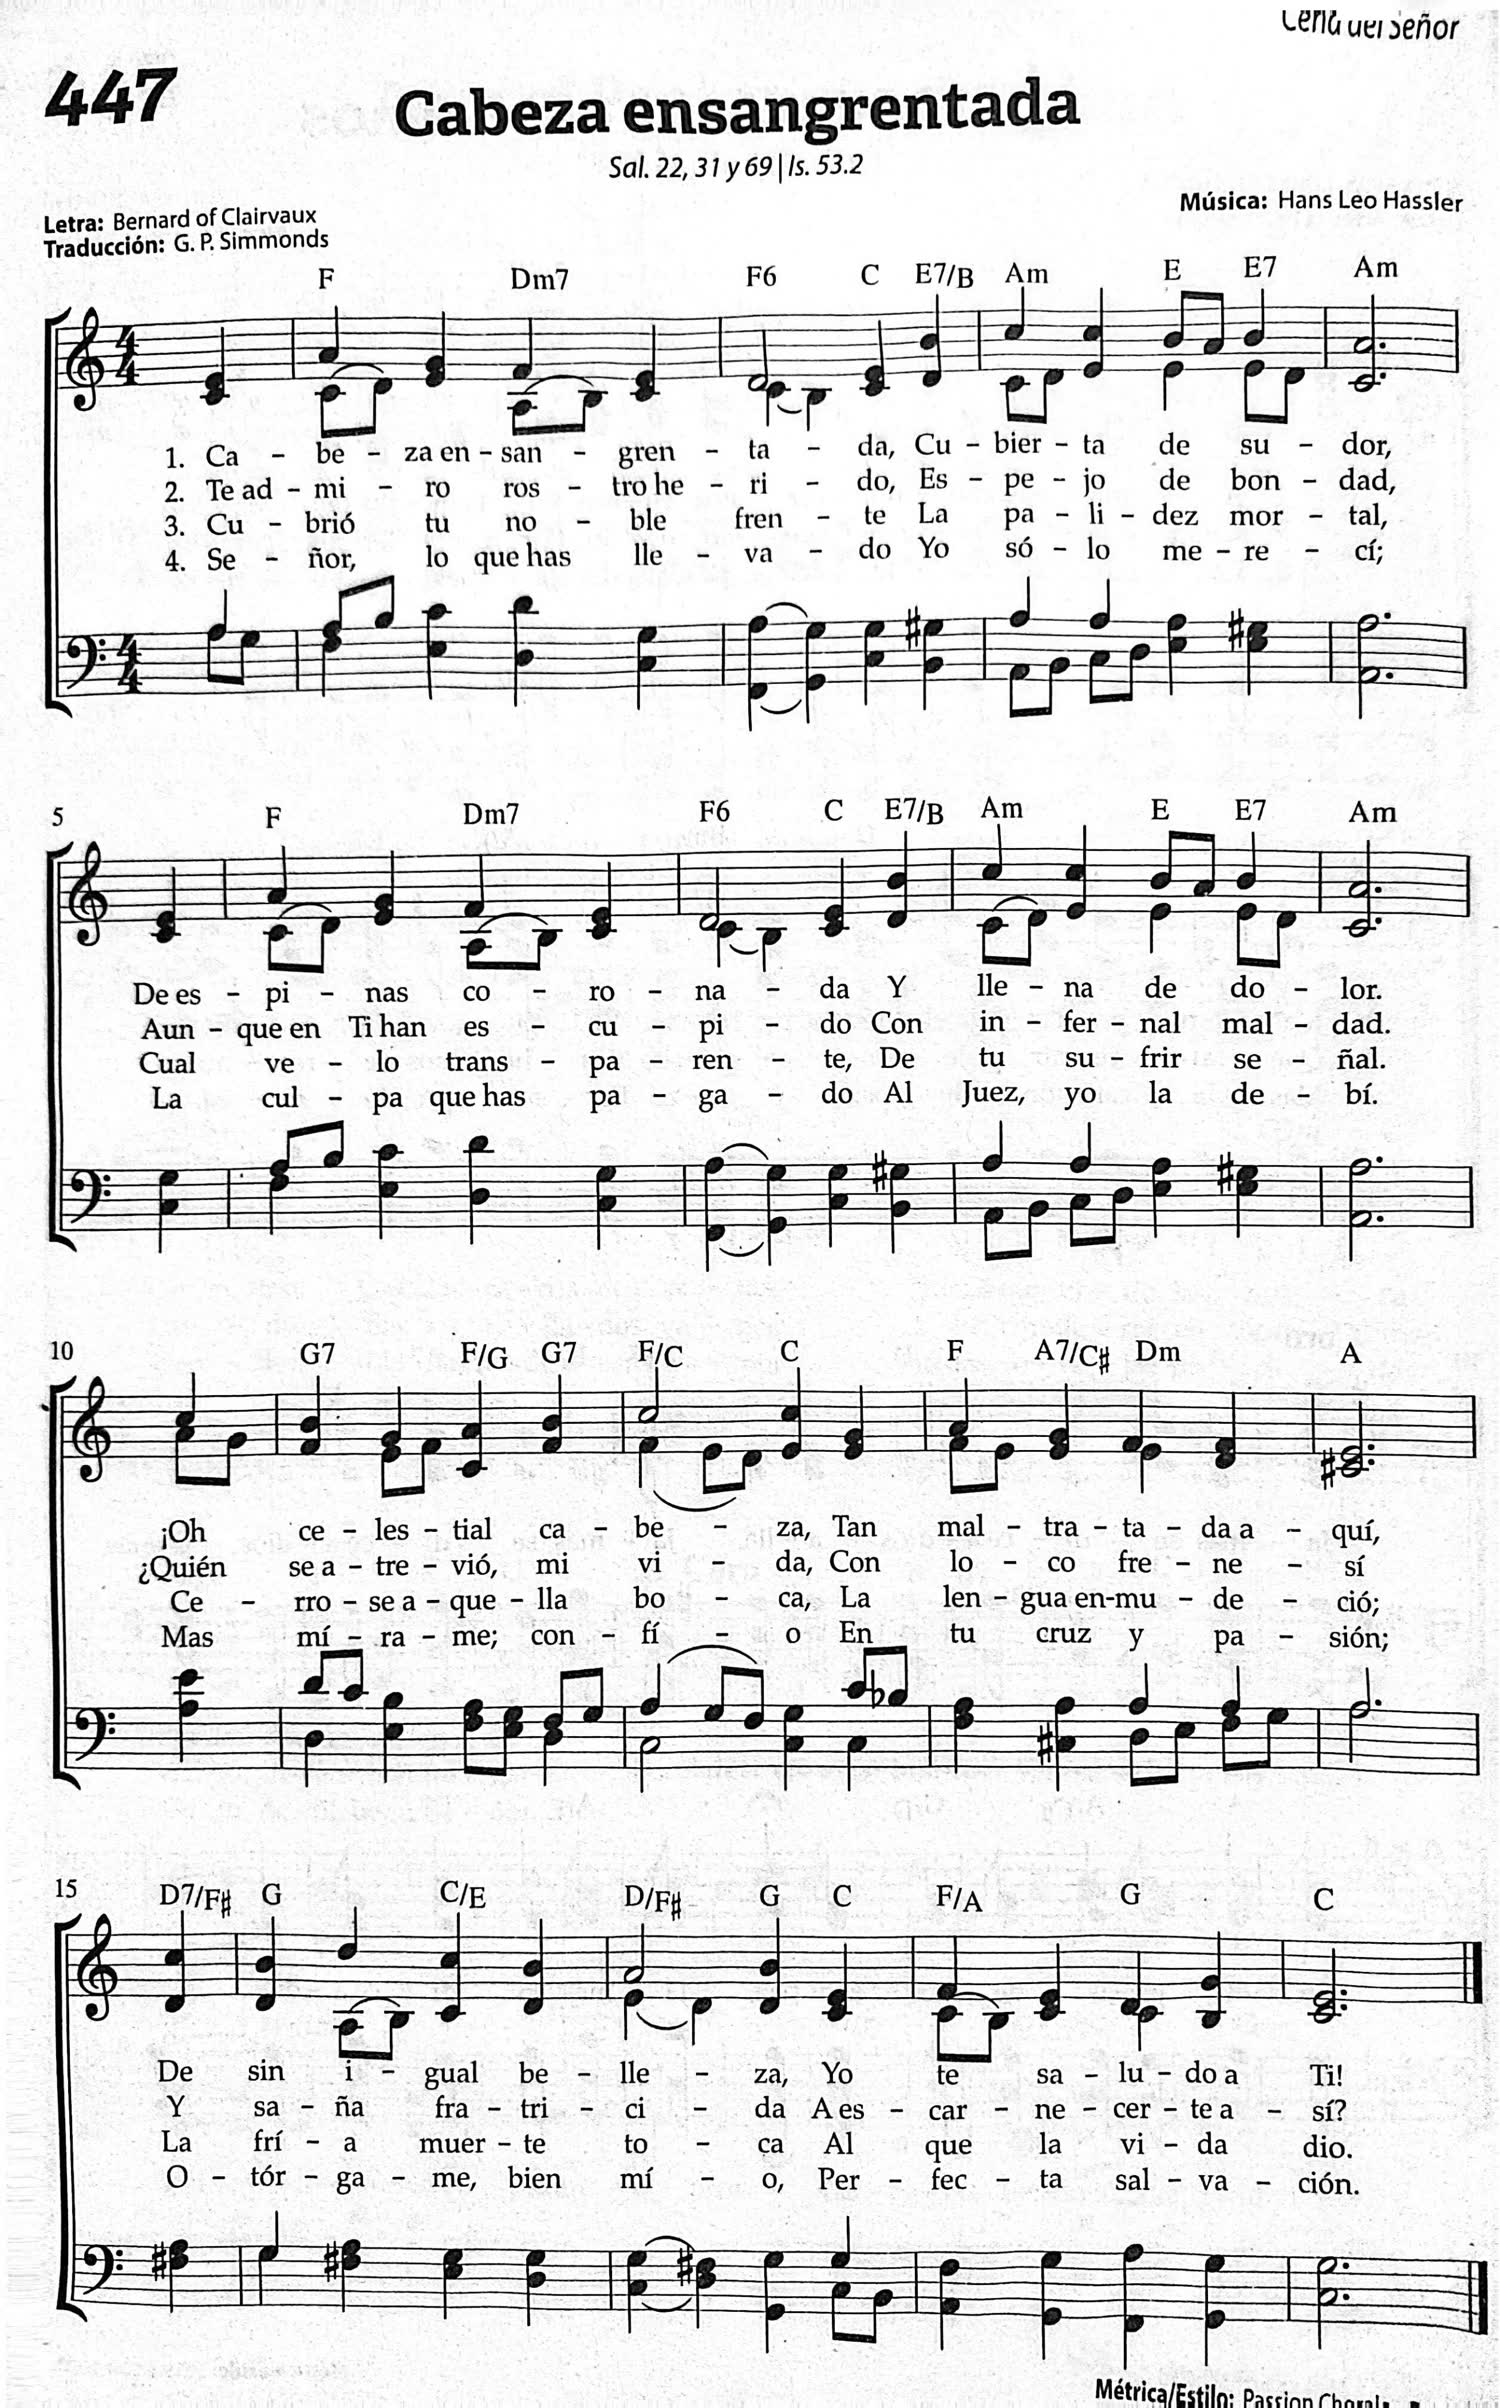 Cena del Señor
447
Cabeza ensangrentada
Sal. 22, 31 y 69 | Is. 53.2
Letra: Bernard of Clairvaux
Música: Hans Leo Hassler
Traducción: G. P. Simmonds
F Dm7 F6 C E7/B Am E E7 Am
1. Ca - be - za en - san - gren - ta - da, Cu - bier - ta de su - dor,
2. Te ad - mi - ro ros - tro he - ri - do, Es - pe - jo de bon - dad,
3. Cu - brió tu no - ble fren - te La pa - li - dez mor - tal,
4. Se - ñor, lo que has lle - va - do Yo só - lo me - re - cí;
5 F Dm7 F6 C E7/B Am E E7 Am
De es - pi - nas co - ro - na - da Y lle - na de do - lor.
Aun - que en Ti han es - cu - pi - do Con in - fer - nal mal - dad.
Cual ve - lo trans - pa - ren - te, De tu su - frir se - ñal.
La cul - pa que has pa - ga - do Al Juez, yo la de - bí.
10 G7 F/G G7 F/C C F A7/C♯ Dm A
¡Oh ce - les - tial ca - be - za, Tan mal - tra - ta - da a - quí,
¿Quién se a - tre - vió, mi vi - da, Con lo - co fre - ne - sí
Ce - rro - se a - que - lla bo - ca, La len - gua en-mu - de - ció;
Mas mí - ra - me; con - fí - o En tu cruz y pa - sión;
15 D7/F♯ G C/E D/F♯ G C F/A G C
De sin i - gual be - lle - za, Yo te sa - lu - do a Ti!
Y sa - ña fra - tri - ci - da A es - car - ne - cer - te a - sí?
La frí - a muer - te to - ca Al que la vi - da dio.
O - tór - ga - me, bien mí - o, Per - fec - ta sal - va - ción.
Métrica/Estilo: Passion Choral